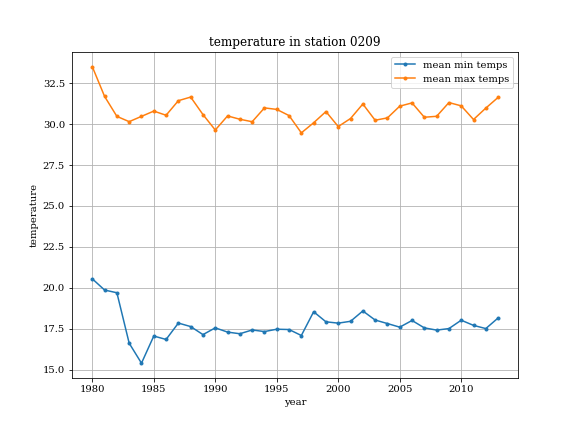 temperature in station 0209
mean min temps
mean max temps
32.5
30.0
27.5
25.0
22.5
20.0
17.5
15.0
temperature
1980 1985 1990 1995 2000 2005 2010
year